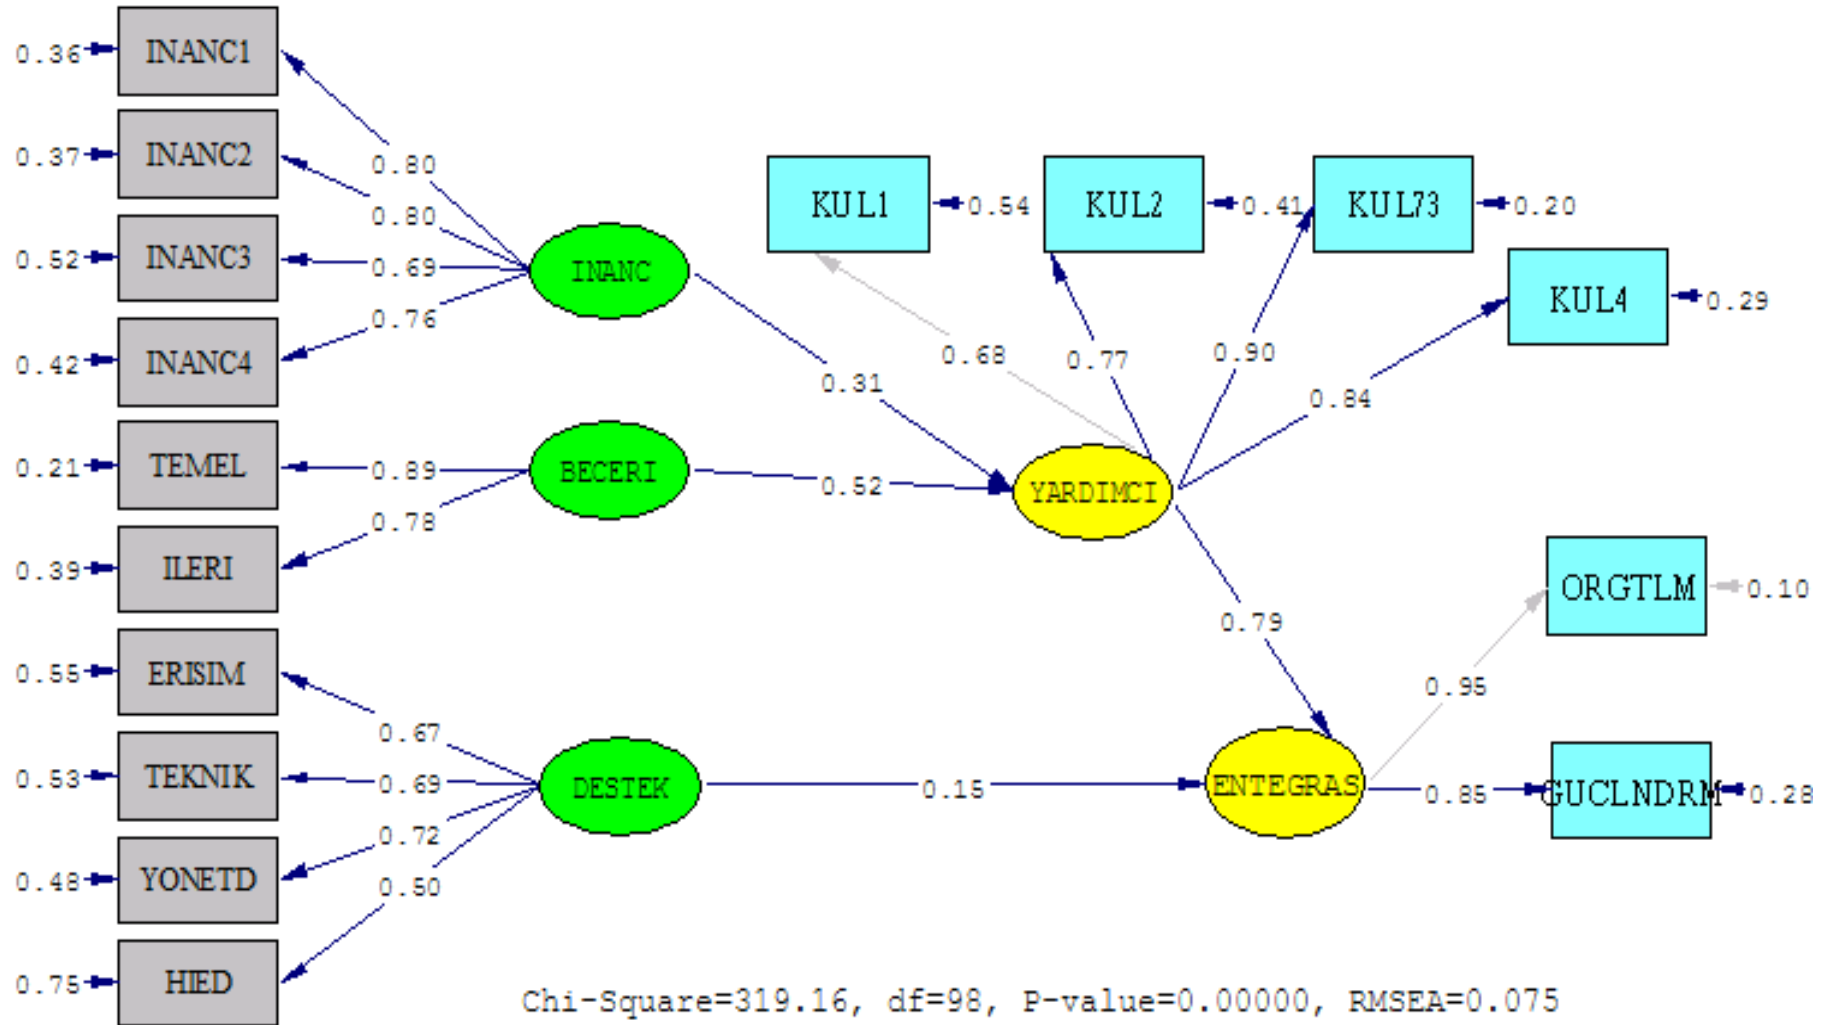 0.36 INANC1
0.37 INANC2
0.52 INANC3
0.42 INANC4
0.21 TEMEL
0.39 ILERI
0.55 ERISIM
0.53 TEKNIK
0.48 YONETD
0.75 HIED
0.80
0.80
0.69
0.76
0.89
0.78
0.67
0.69
0.72
0.50
INANC
BECERI
DESTEK
0.31
0.52
0.15
KUL1 0.54
KUL2 0.41
KUL73 0.20
KUL4 0.29
0.68
0.77
0.90
0.84
YARDIMCI
0.79
ENTEGRAS
0.95
0.85
ORGTLM 0.10
GUCLNDRM 0.28
Chi-Square=319.16, df=98, P-value=0.00000, RMSEA=0.075